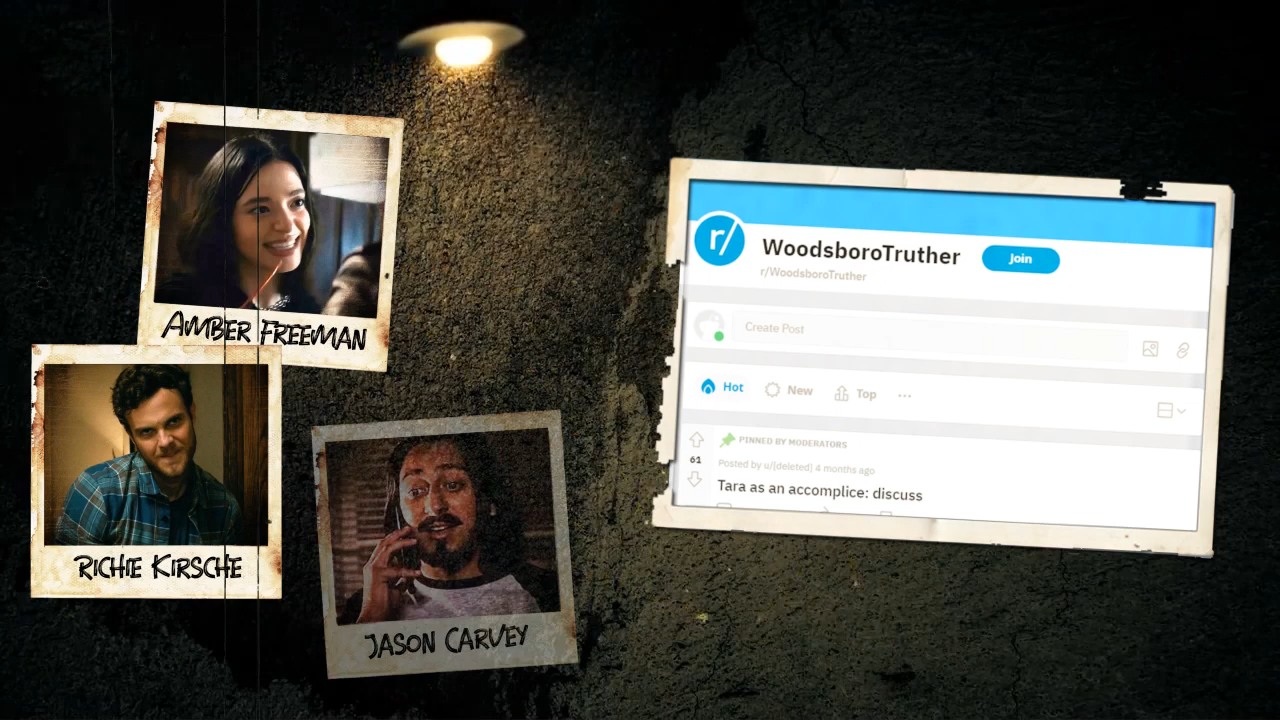 AMBER FREEMAN
RICHIE KIRSCHE
JASON CARVEY
r/
WoodsboroTruther
Join
r/WoodsboroTruther
Create Post
Hot New Top ...
PINNED BY MODERATORS
61
Posted by u/[deleted] 4 months ago
Tara as an accomplice: discuss